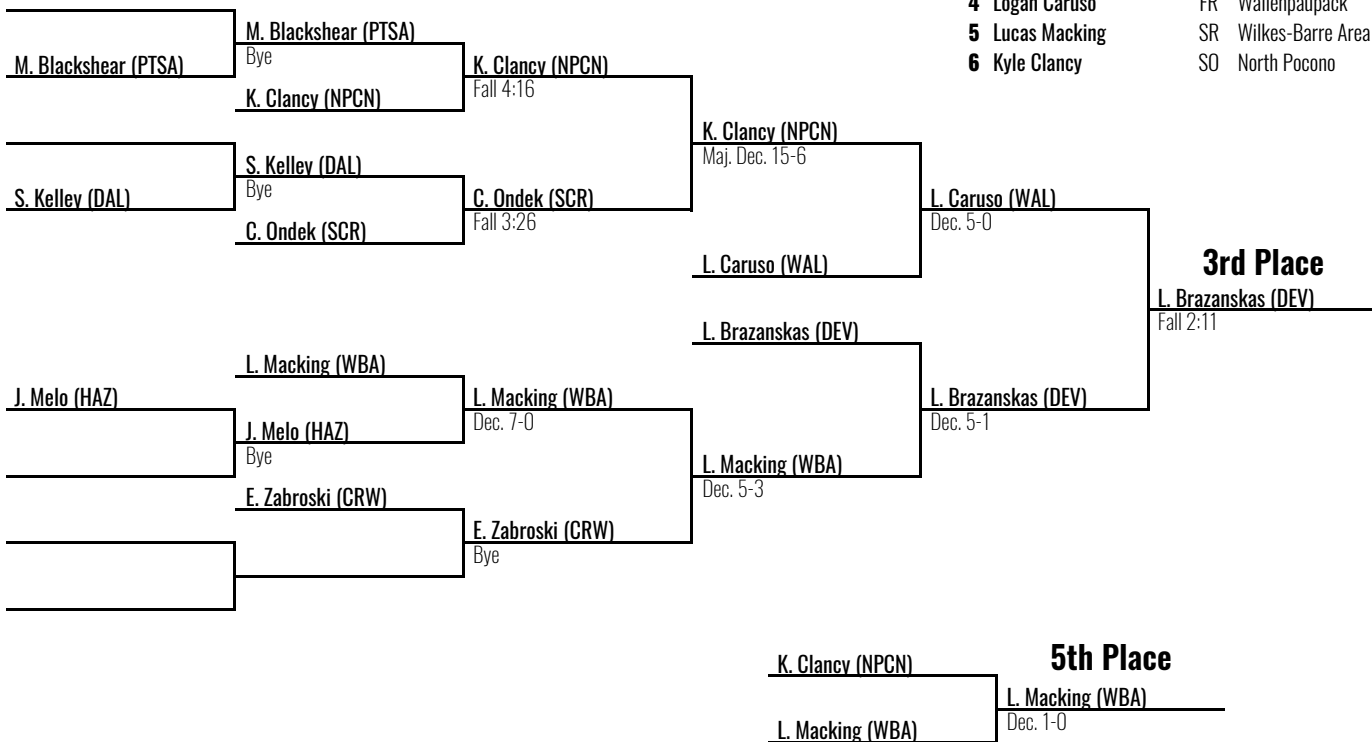 4 Logan Caruso FR Wallenpaupack
5 Lucas Macking SR Wilkes-Barre Area
6 Kyle Clancy SO North Pocono
M. Blackshear (PTSA)
M. Blackshear (PTSA)
Bye
K. Clancy (NPCN)
K. Clancy (NPCN)
Fall 4:16
S. Kelley (DAL)
S. Kelley (DAL)
Bye
C. Ondek (SCR)
C. Ondek (SCR)
Fall 3:26
K. Clancy (NPCN)
Maj. Dec. 15-6
L. Caruso (WAL)
L. Caruso (WAL)
Dec. 5-0
3rd Place
L. Brazanskas (DEV)
Fall 2:11
L. Brazanskas (DEV)
L. Brazanskas (DEV)
Dec. 5-1
L. Macking (WBA)
J. Melo (HAZ)
J. Melo (HAZ)
Bye
L. Macking (WBA)
Dec. 7-0
L. Macking (WBA)
Dec. 5-3
E. Zabroski (CRW)
E. Zabroski (CRW)
Bye
5th Place
K. Clancy (NPCN)
L. Macking (WBA)
L. Macking (WBA)
Dec. 1-0